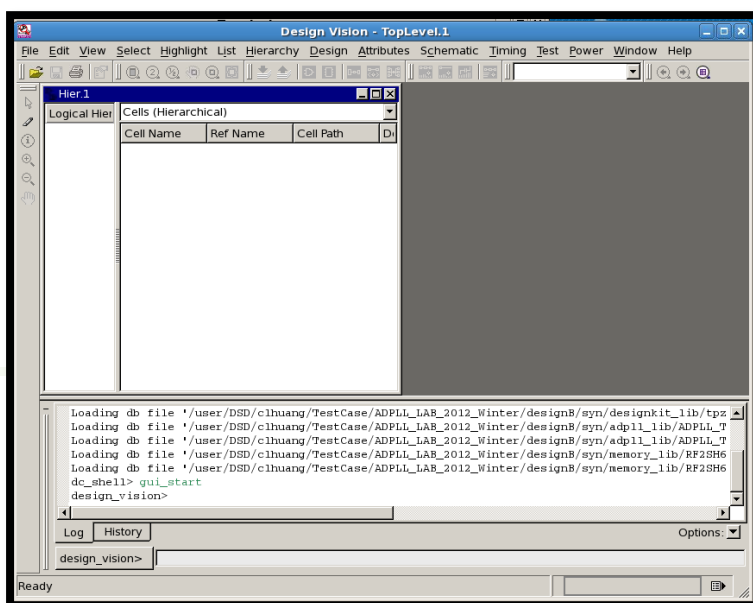 Design Vision - TopLevel.1
File Edit View Select Highlight List Hierarchy Design Attributes Schematic Timing Test Power Window Help
Hier.1
Logical Hier
Cells (Hierarchical)
Cell Name Ref Name Cell Path D
Loading db file '/user/DSD/clhuang/TestCase/ADPLL_LAB_2012_Winter/designB/syn/designkit_lib/tpz
Loading db file '/user/DSD/clhuang/TestCase/ADPLL_LAB_2012_Winter/designB/syn/adpll_lib/ADPLL_T
Loading db file '/user/DSD/clhuang/TestCase/ADPLL_LAB_2012_Winter/designB/syn/adpll_lib/ADPLL_T
Loading db file '/user/DSD/clhuang/TestCase/ADPLL_LAB_2012_Winter/designB/syn/memory_lib/RF2SH6
Loading db file '/user/DSD/clhuang/TestCase/ADPLL_LAB_2012_Winter/designB/syn/memory_lib/RF2SH6
dc_shell> gui_start
design_vision>
Log History Options:
design_vision>
Ready